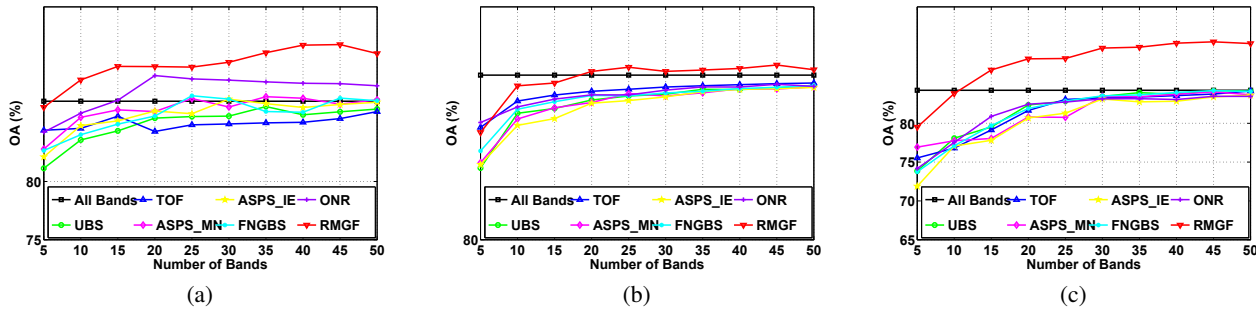 OA (%)
80
75
All Bands TOF ASPS_IE ONR
UBS ASPS_MN FNGBS RMGF
5 10 15 20 25 30 35 40 45 50
Number of Bands
(a)
OA (%)
80
All Bands TOF ASPS_IE ONR
UBS ASPS_MN FNGBS RMGF
5 10 15 20 25 30 35 40 45 50
Number of Bands
(b)
OA (%)
80
75
70
65
All Bands TOF ASPS_IE ONR
UBS ASPS_MN FNGBS RMGF
5 10 15 20 25 30 35 40 45 50
Number of Bands
(c)